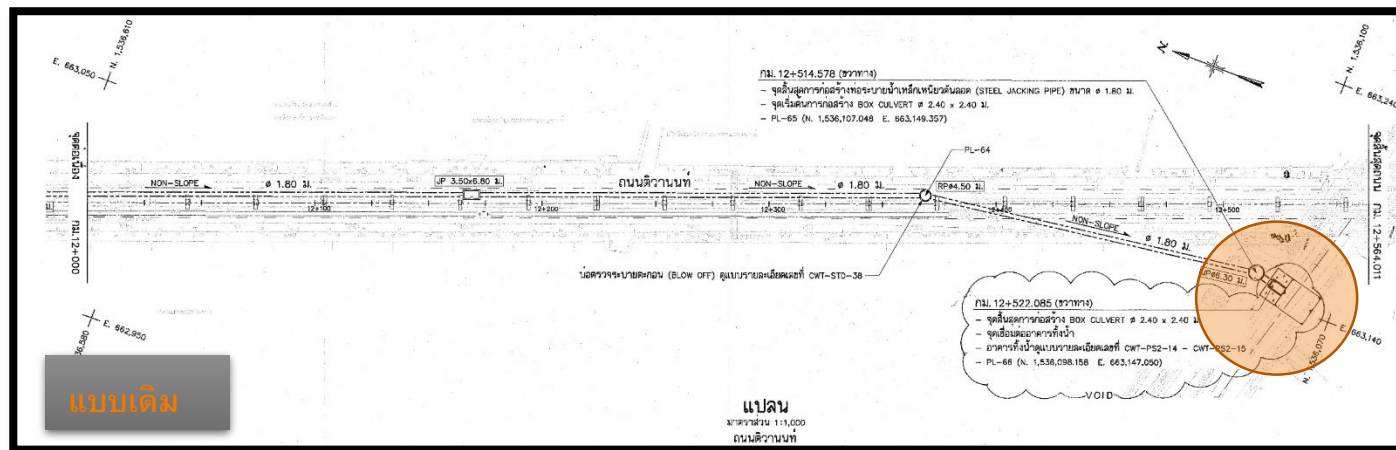 E. 663,050
N. 1,536,610
N
N. 1,536,100
E. 663,240
กม. 12+514.578 (ขวาทาง)
- จุดสิ้นสุดการก่อสร้างท่อระบายน้ำเหล็กเหนียวดันลอด (STEEL JACKING PIPE) ขนาด ø 1.80 ม.
- จุดเริ่มต้นการก่อสร้าง BOX CULVERT # 2.40 x 2.40 ม.
- PL-65 (N. 1,536,107.048 E. 663,149.357)
PL-64
จุดต่อเนื่อง
กม. 12+000
NON-SLOPE
ø 1.80 ม.
JP 3.50x6.80 ม.
ถนนติวานนท์
NON-SLOPE
ø 1.80 ม.
RPø4.50 ม.
จุดสิ้นสุดถนน กม. 12+564.011
12+100
12+200
12+300
12+400
12+500
NON-SLOPE
ø 1.80 ม.
JPø6.30 ม.
บ่อตรวจระบายตะกอน (BLOW OFF) ดูแบบรายละเอียดเลขที่ CWT-STD-38
กม. 12+522.085 (ขวาทาง)
- จุดสิ้นสุดการก่อสร้าง BOX CULVERT # 2.40 x 2.40 ม.
- จุดเชื่อมต่ออาคารทิ้งน้ำ
- อาคารทิ้งน้ำดูแบบรายละเอียดเลขที่ CWT-PS2-14 - CWT-PS2-15
- PL-66 (N. 1,536,098.158 E. 663,147.050)
VOID
E. 662,950
E. 663,140
N. 1,536,070
แบบเดิม
แปลน
มาตราส่วน 1:1,000
ถนนติวานนท์